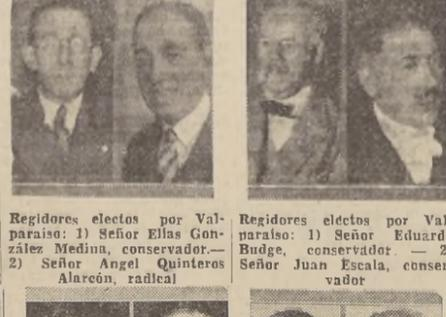 Regidores electos por Val-
paraíso: 1) Señor Elías Gon-
zález Medina, conservador.—
2) Señor Angel Quinteros
Alarcón, radical
Regidores electos por Val
paraíso: 1) Señor Eduard
Budge, conservador. — 2
Señor Juan Escala, conser
vador